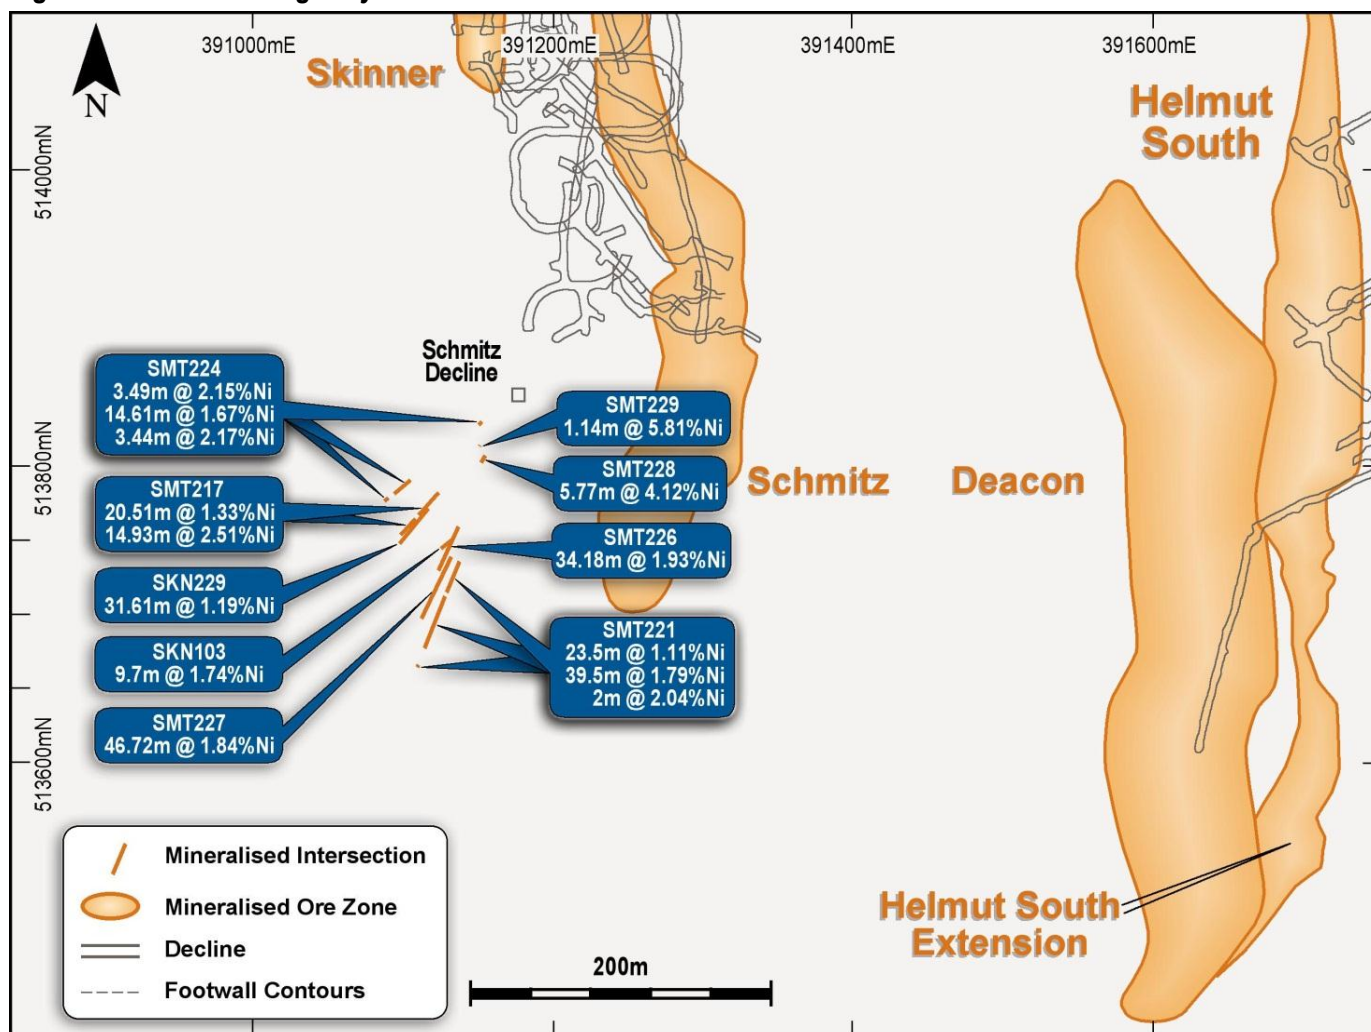 391000mE
391200mE
391400mE
391600mE
N
Skinner
Helmut
South
514000mN
513800mN
513600mN
Schmitz
Decline
SMT224
3.49m @ 2.15%Ni
14.61m @ 1.67%Ni
3.44m @ 2.17%Ni
SMT217
20.51m @ 1.33%Ni
14.93m @ 2.51%Ni
SKN229
31.61m @ 1.19%Ni
SKN103
9.7m @ 1.74%Ni
SMT227
46.72m @ 1.84%Ni
SMT229
1.14m @ 5.81%Ni
SMT228
5.77m @ 4.12%Ni
SMT226
34.18m @ 1.93%Ni
SMT221
23.5m @ 1.11%Ni
39.5m @ 1.79%Ni
2m @ 2.04%Ni
Schmitz
Deacon
Helmut South
Extension
Mineralised Intersection
Mineralised Ore Zone
Decline
Footwall Contours
200m